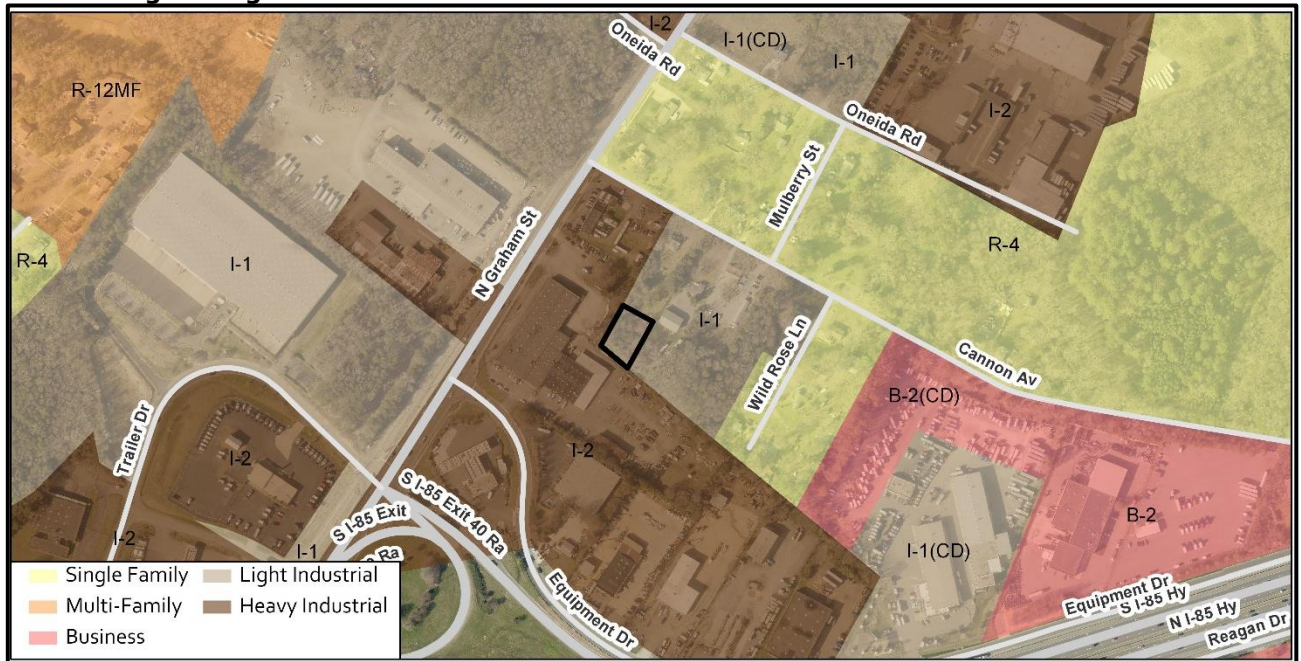 I-2
Oneida Rd
I-1(CD)
I-1
R-12MF
I-2
Oneida Rd
Mulberry St
R-4
R-4
I-1
N Graham St
I-1
Wild Rose Ln
Cannon Av
B-2(CD)
Trailer Dr
I-2
I-2
S I-85 Exit
S I-85 Exit 40 Ra
B-2
I-1(CD)
I-2
I-1
Ra
Equipment Dr
Equipment Dr
S I-85 Hy
N I-85 Hy
Reagan Dr
Single Family
Light Industrial
Multi-Family
Heavy Industrial
Business